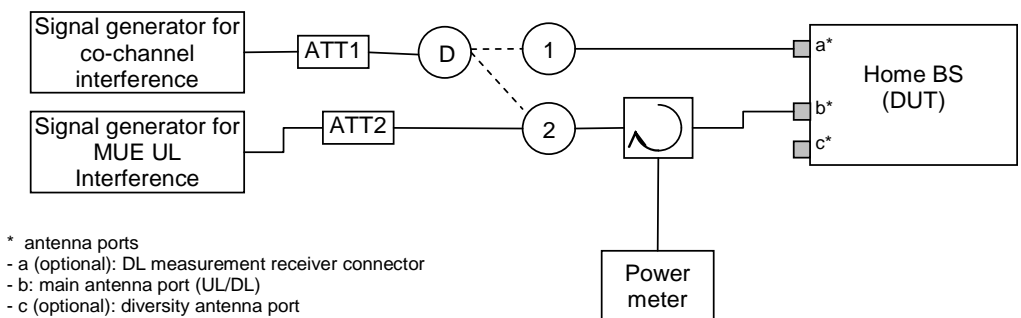 Signal generator for
co-channel
interference
ATT1
D
1
a*
Home BS
(DUT)
b*
c*
Signal generator for
MUE UL
Interference
ATT2
2
Power
meter
* antenna ports
- a (optional): DL measurement receiver connector
- b: main antenna port (UL/DL)
- c (optional): diversity antenna port